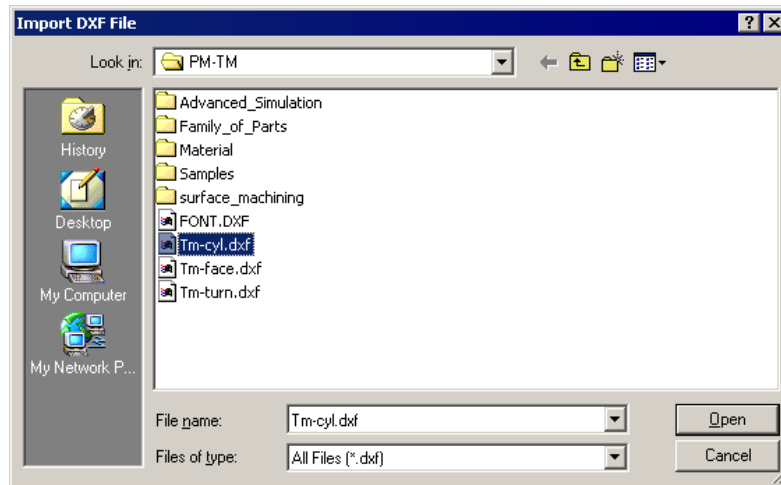 Import DXF File
Look in: PM-TM
History
Desktop
My Computer
My Network P...
Advanced_Simulation
Family_of_Parts
Material
Samples
surface_machining
FONT.DXF
Tm-cyl.dxf
Tm-face.dxf
Tm-turn.dxf
File name: Tm-cyl.dxf Open
Files of type: All Files (*.dxf) Cancel